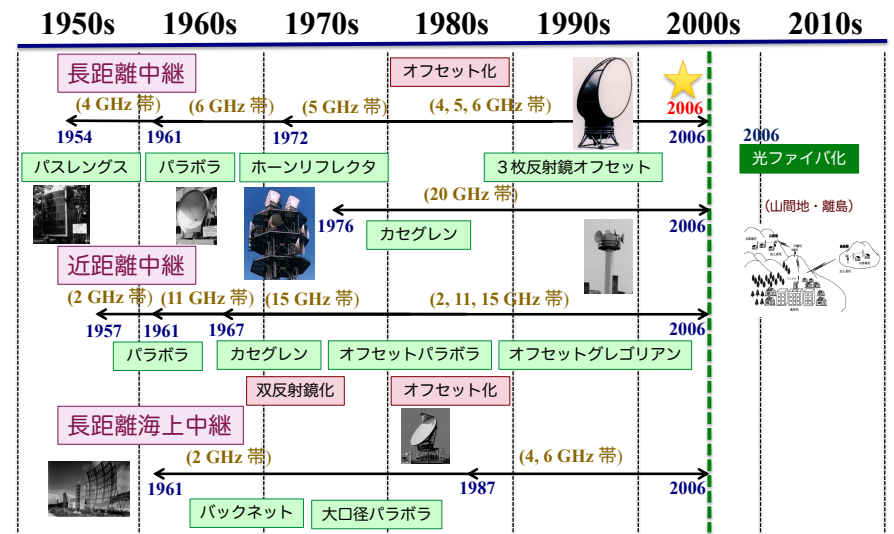 1950s 1960s 1970s 1980s 1990s 2000s 2010s
長距離中継
オフセット化
(4 GHz 帯) (6 GHz 帯) (5 GHz 帯) (4, 5, 6 GHz 帯)
2006
1954 1961 1972 2006 2006
パスレングス パラボラ ホーンリフレクタ 3枚反射鏡オフセット 光ファイバ化
(20 GHz 帯)
(山間地・離島)
1976 2006
カセグレン
近距離中継
(2 GHz 帯) (11 GHz 帯) (15 GHz 帯) (2, 11, 15 GHz 帯)
1957 1961 1967 2006
パラボラ カセグレン オフセットパラボラ オフセットグレゴリアン
双反射鏡化 オフセット化
長距離海上中継
(2 GHz 帯) (4, 6 GHz 帯)
1961 1987 2006
バックネット 大口径パラボラ